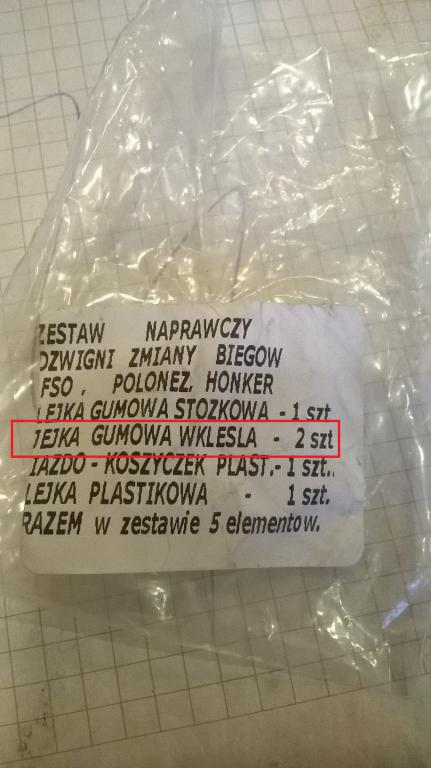 ZESTAW NAPRAWCZY
DZWIGNI ZMIANY BIEGOW
FSO , POLONEZ, HONKER
LEJKA GUMOWA STOZKOWA - 1 szt
TEJKA GUMOWA WKLESLA - 2 szt
IAZDO - KOSZYCZEK PLAST.- 1 szt..
LEJKA PLASTIKOWA - 1 szt.
RAZEM w zestawie 5 elementow.